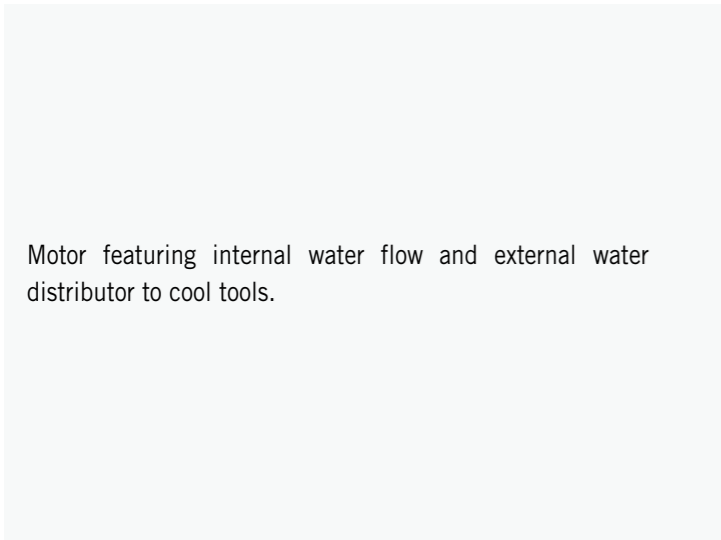 Motor featuring internal water flow and external water
distributor to cool tools.